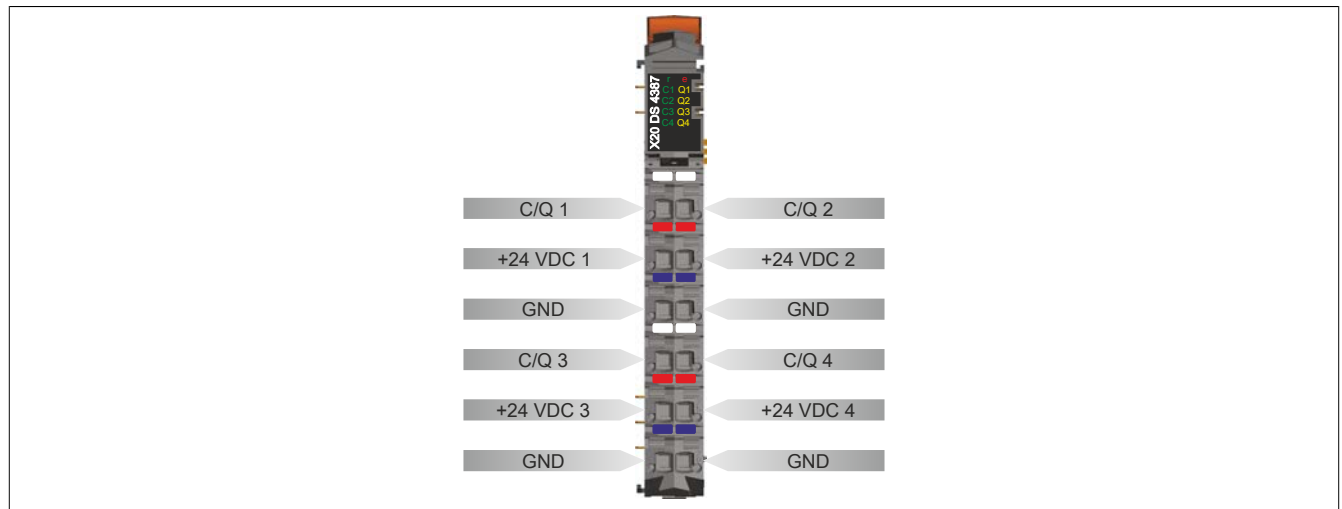 X20 DS 4387
r e
C1 Q1
C2 Q2
C3 Q3
C4 Q4
C/Q 1 C/Q 2
+24 VDC 1 +24 VDC 2
GND GND
C/Q 3 C/Q 4
+24 VDC 3 +24 VDC 4
GND GND